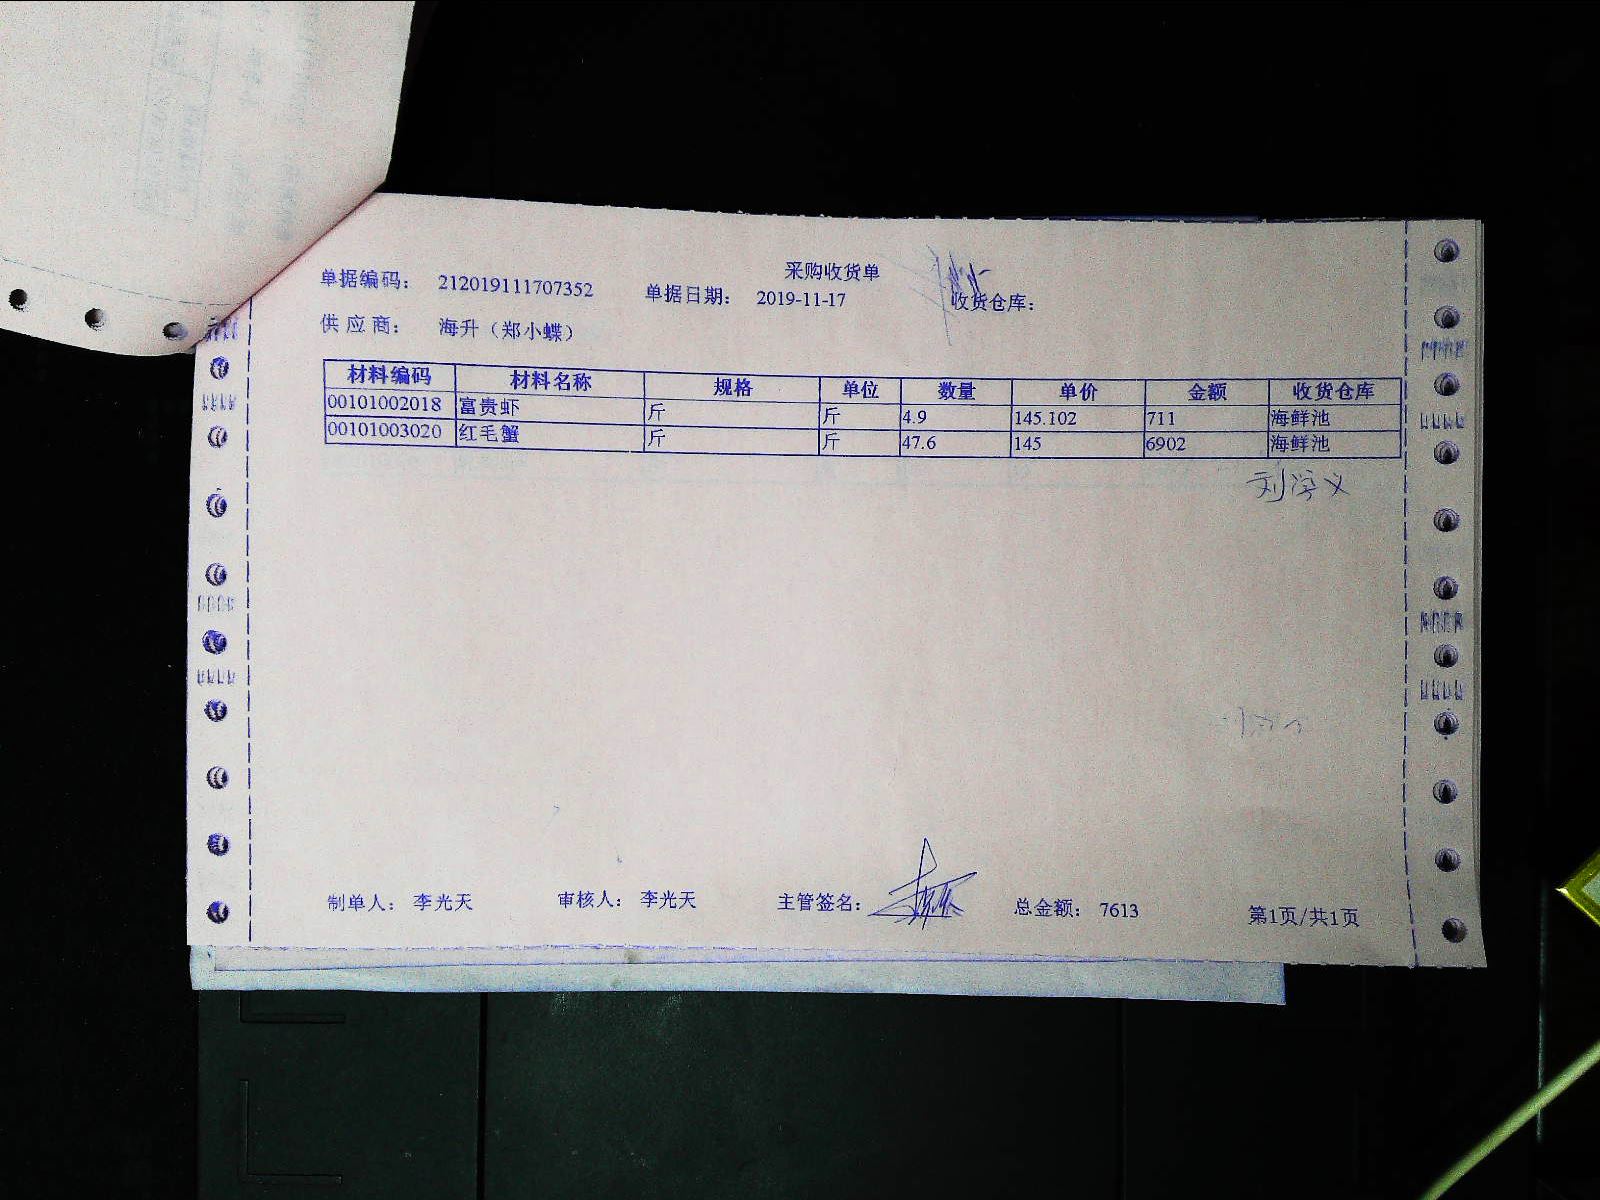 采购收货单
单据编码： 212019111707352 单据日期： 2019-11-17 收货仓库：
供应商： 海升（郑小蝶）
材料编码 材料名称 规格 单位 数量 单价 金额 收货仓库
00101002018 富贵虾 斤 斤 4.9 145.102 711 海鲜池
00101003020 红毛蟹 斤 斤 47.6 145 6902 海鲜池
制单人： 李光天 审核人： 李光天 主管签名： 总金额： 7613 第1页/共1页